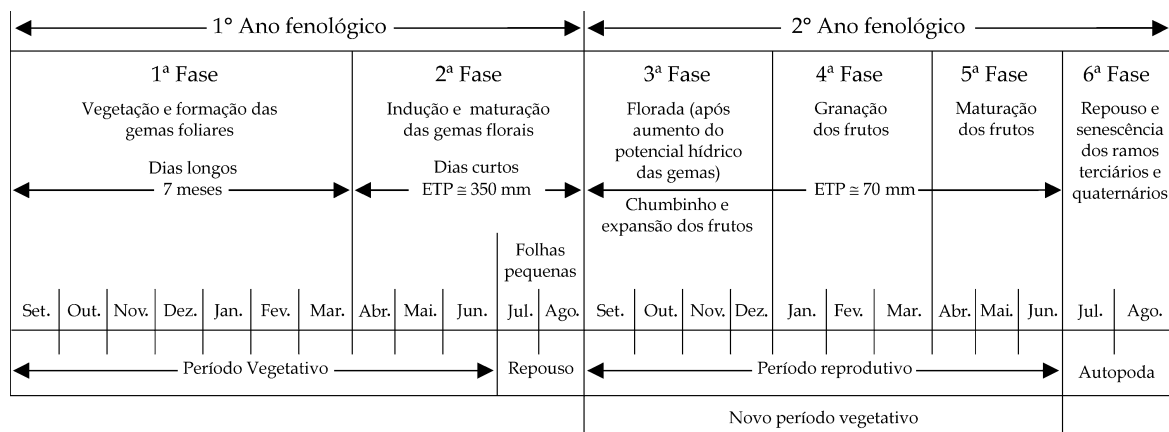 1° Ano fenológico
2° Ano fenológico
1ª Fase
Vegetação e formação das
gemas foliares
Dias longos
7 meses
2ª Fase
Indução e maturação
das gemas florais
Dias curtos
ETP ≅ 350 mm
Folhas
pequenas
3ª Fase
Florada (após
aumento do
potencial hídrico
das gemas)
Chumbinho e
expansão dos frutos
4ª Fase
Granação
dos frutos
ETP ≅ 70 mm
5ª Fase
Maturação
dos frutos
6ª Fase
Repouso e
senescência
dos ramos
terciários e
quaternários
Set. Out. Nov. Dez. Jan. Fev. Mar. Abr. Mai. Jun. Jul. Ago. Set. Out. Nov. Dez. Jan. Fev. Mar. Abr. Mai. Jun. Jul. Ago.
Período Vegetativo Repouso Período reprodutivo Autopoda
Novo período vegetativo